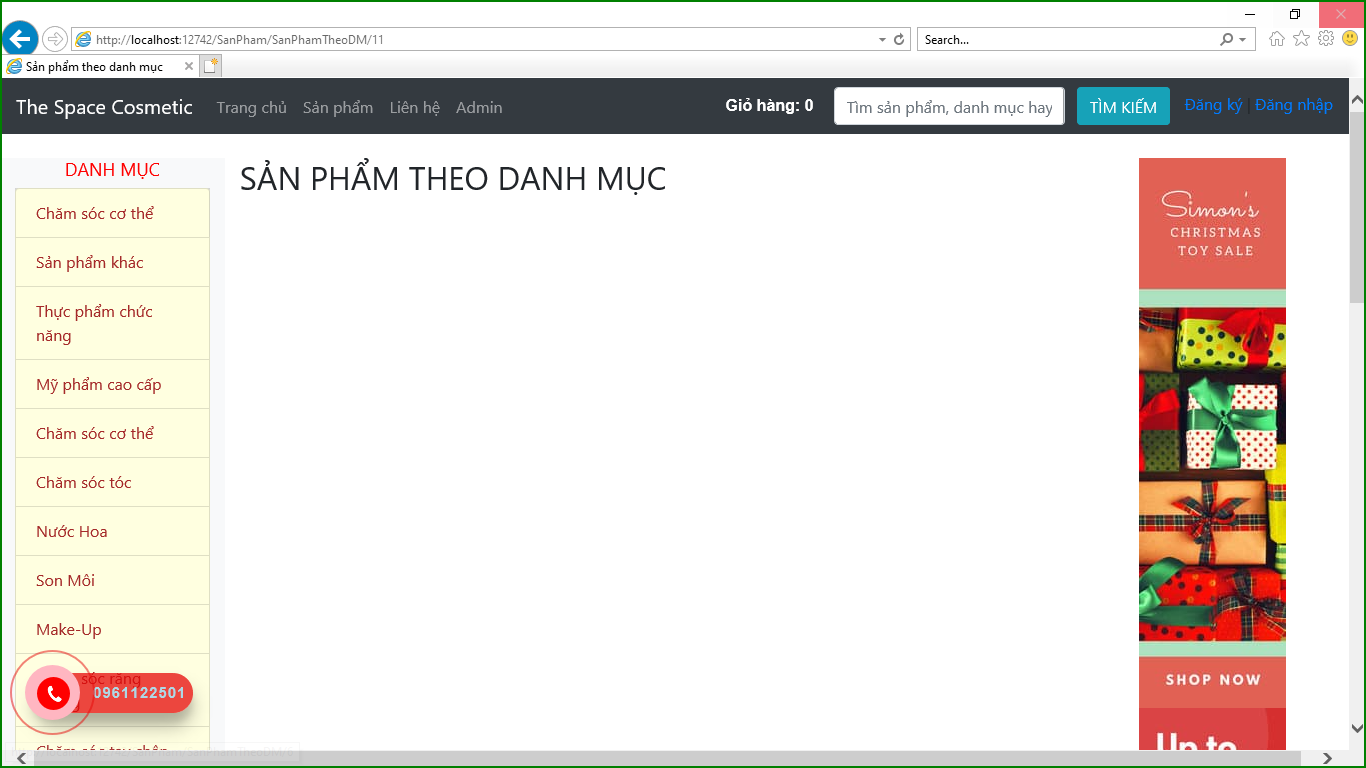 http://localhost:12742/SanPham/SanPhamTheoDM/11
Search...
Sản phẩm theo danh mục
The Space Cosmetic
Trang chủ
Sản phẩm
Liên hệ
Admin
Giỏ hàng: 0
Tìm sản phẩm, danh mục hay
TÌM KIẾM
Đăng ký | Đăng nhập
DANH MỤC
Chăm sóc cơ thể
Sản phẩm khác
Thực phẩm chức
năng
Mỹ phẩm cao cấp
Chăm sóc cơ thể
Chăm sóc tóc
Nước Hoa
Son Môi
Make-Up
sóc răng
0961122501
Chăm sóc tay chân
SẢN PHẨM THEO DANH MỤC
Simon's
CHRISTMAS
TOY SALE
SHOP NOW
Up to